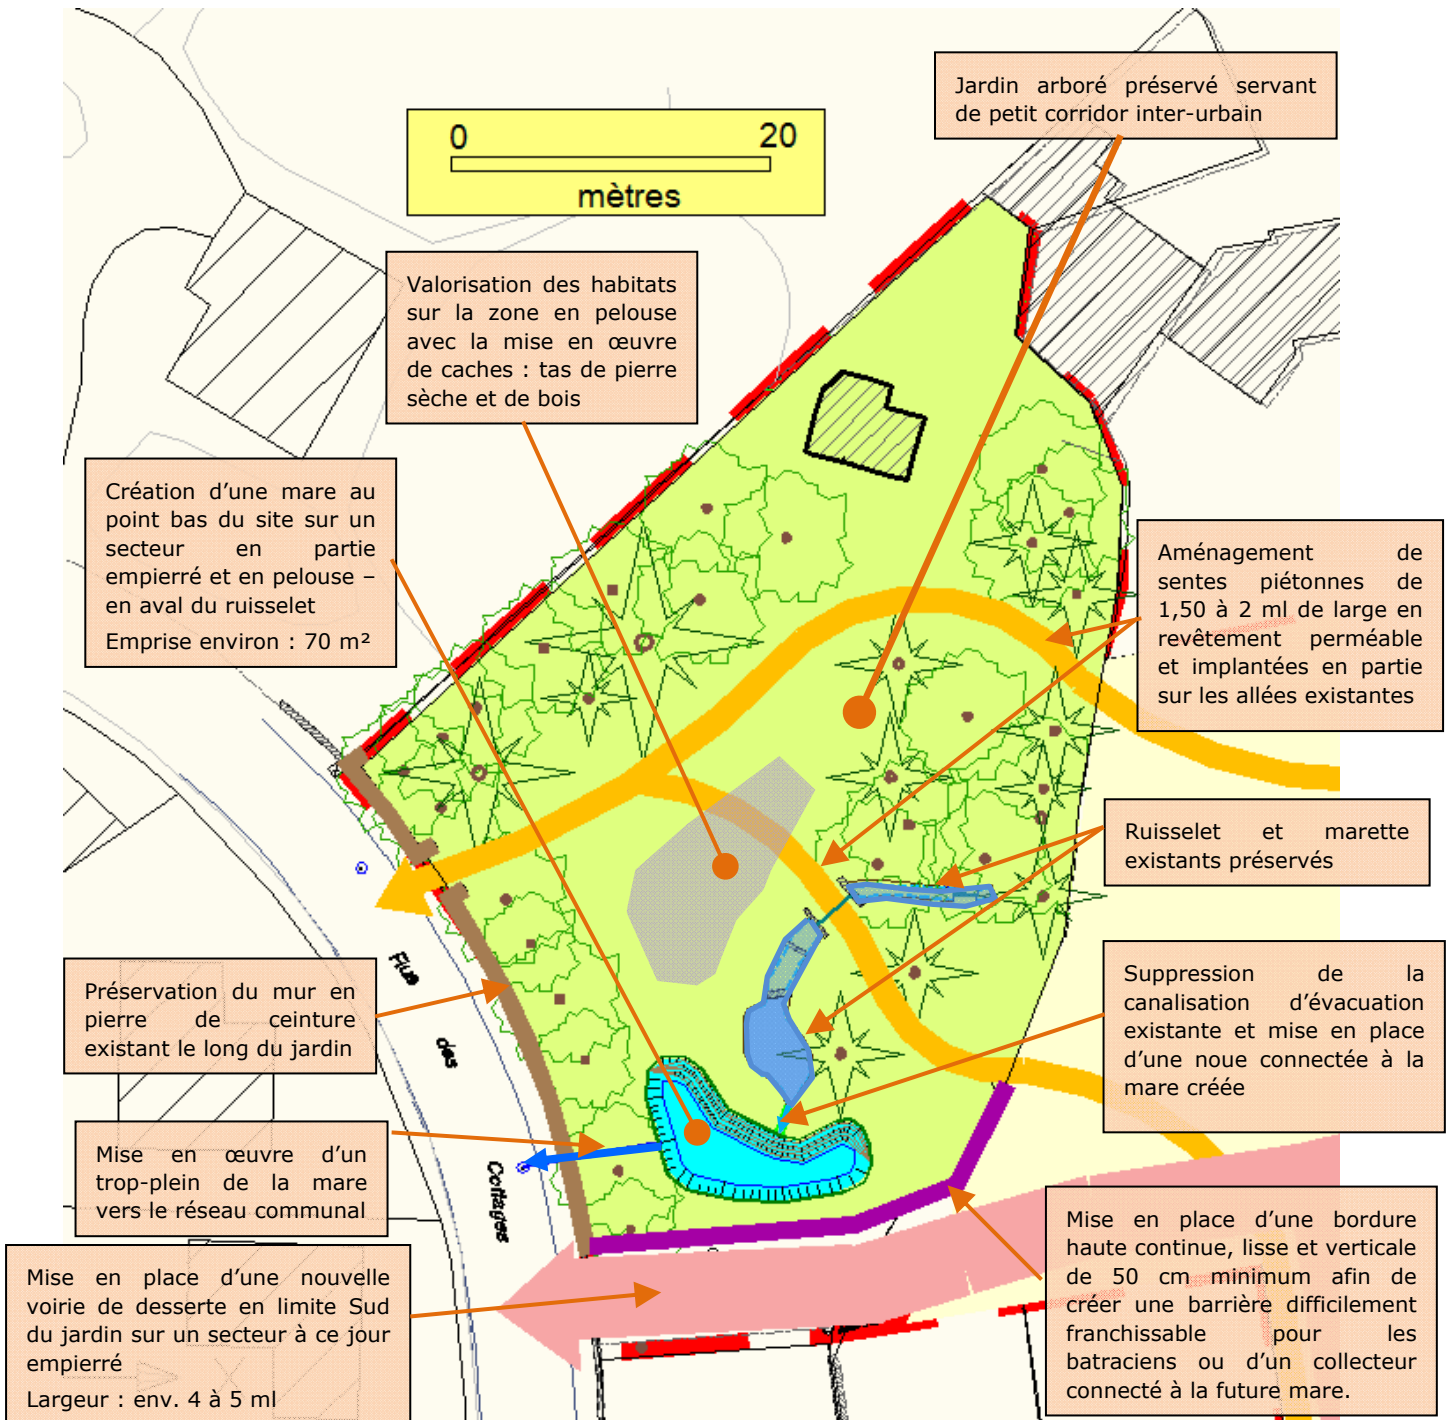 Jardin arboré préservé servant
de petit corridor inter-urbain
0 20
mètres
Valorisation des habitats
sur la zone en pelouse
avec la mise en œuvre
de caches : tas de pierre
sèche et de bois
Création d'une mare au
point bas du site sur un
secteur en partie
empierré et en pelouse –
en aval du ruisselet
Emprise environ : 70 m²
Aménagement de
sentes piétonnes de
1,50 à 2 ml de large en
revêtement perméable
et implantées en partie
sur les allées existantes
Ruisselet et marette
existants préservés
Préservation du mur en
pierre de ceinture
existant le long du jardin
Suppression de la
canalisation d'évacuation
existante et mise en place
d'une noue connectée à la
mare créée
des
Cottages
Mise en œuvre d'un
trop-plein de la mare
vers le réseau communal
Mise en place d'une nouvelle
voirie de desserte en limite Sud
du jardin sur un secteur à ce jour
empierré
Largeur : env. 4 à 5 ml
Mise en place d'une bordure
haute continue, lisse et verticale
de 50 cm minimum afin de
créer une barrière difficilement
franchissable pour les
batraciens ou d'un collecteur
connecté à la future mare.